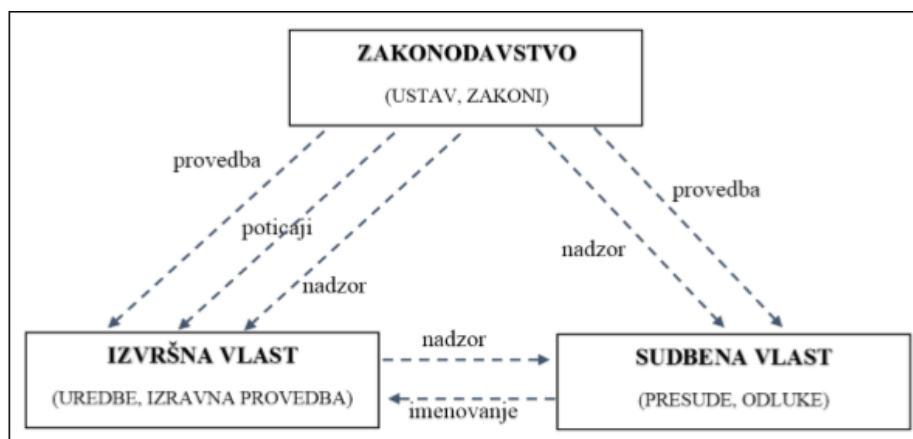 ZAKONODAVSTVO
(USTAV, ZAKONI)
provedba
provedba
poticaji
nadzor
nadzor
IZVRŠNA VLAST
(UREDBE, IZRAVNA PROVEDBA)
nadzor
imenovanje
SUDBENA VLAST
(PRESUDE, ODLUKE)